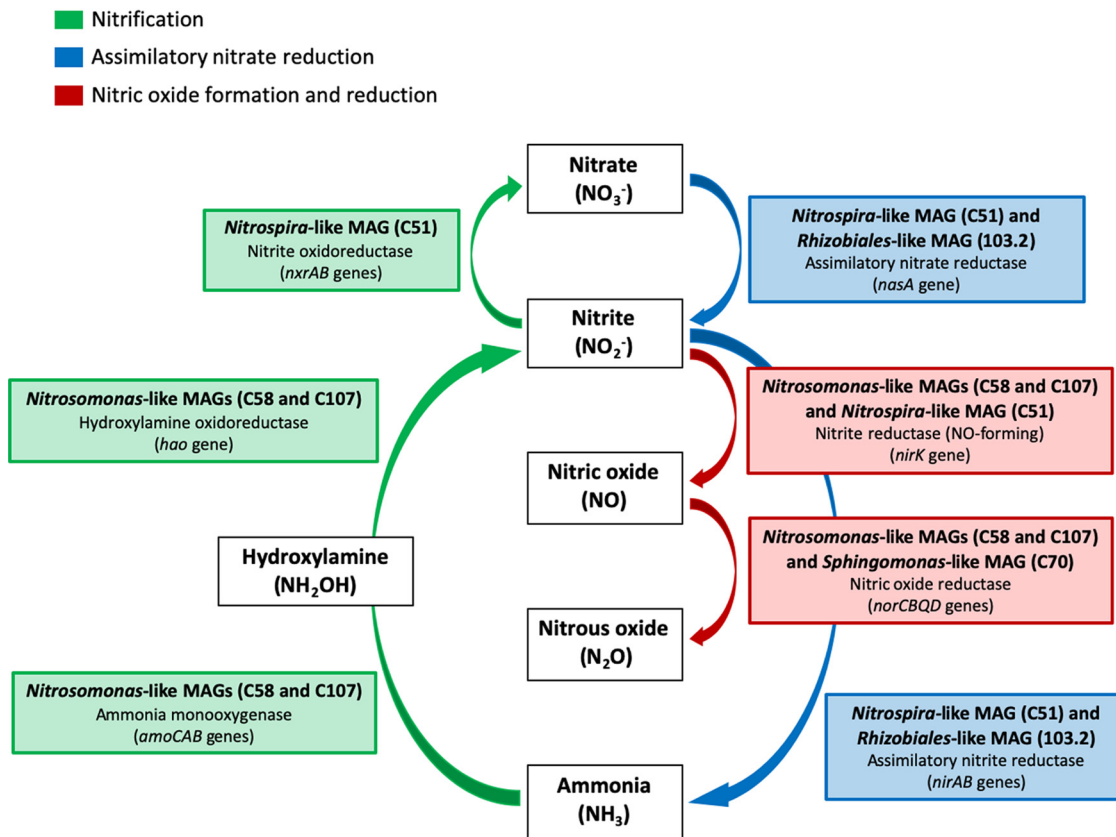 Nitrification
Assimilatory nitrate reduction
Nitric oxide formation and reduction
Nitrate
(NO₃⁻)
Nitrospira-like MAG (C51)
Nitrite oxidoreductase
(nxrAB genes)
Nitrospira-like MAG (C51) and
Rhizobiales-like MAG (103.2)
Assimilatory nitrate reductase
(nasA gene)
Nitrite
(NO₂⁻)
Nitrosomonas-like MAGs (C58 and C107)
Hydroxylamine oxidoreductase
(hao gene)
Nitrosomonas-like MAGs (C58 and C107)
and Nitrospira-like MAG (C51)
Nitrite reductase (NO-forming)
(nirK gene)
Nitric oxide
(NO)
Hydroxylamine
(NH₂OH)
Nitrosomonas-like MAGs (C58 and C107)
and Sphingomonas-like MAG (C70)
Nitric oxide reductase
(norCBQD genes)
Nitrous oxide
(N₂O)
Nitrosomonas-like MAGs (C58 and C107)
Ammonia monooxygenase
(amoCAB genes)
Nitrospira-like MAG (C51) and
Rhizobiales-like MAG (103.2)
Assimilatory nitrite reductase
(nirAB genes)
Ammonia
(NH₃)